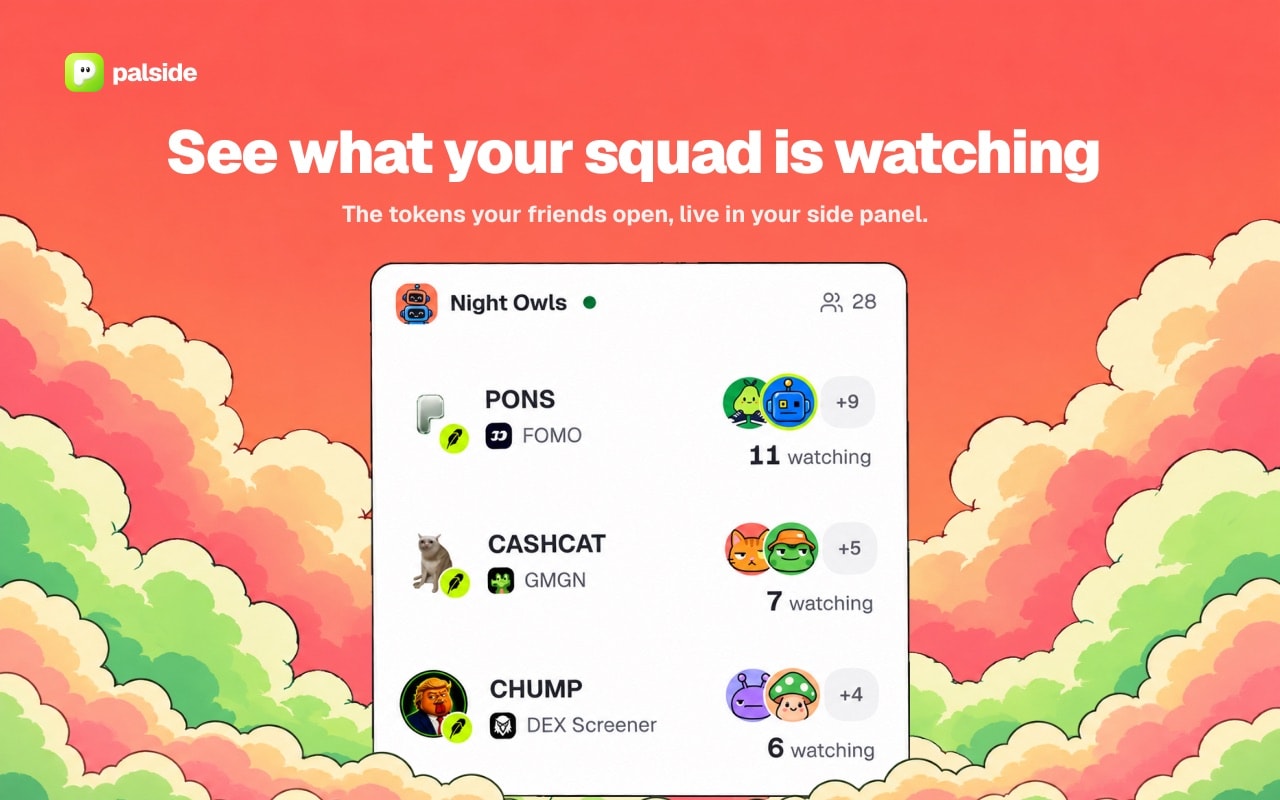 palside
See what your squad is watching
The tokens your friends open, live in your side panel.
Night Owls
28
PONS
FOMO
+9
11 watching
CASHCAT
GMGN
+5
7 watching
CHUMP
DEX Screener
+4
6 watching